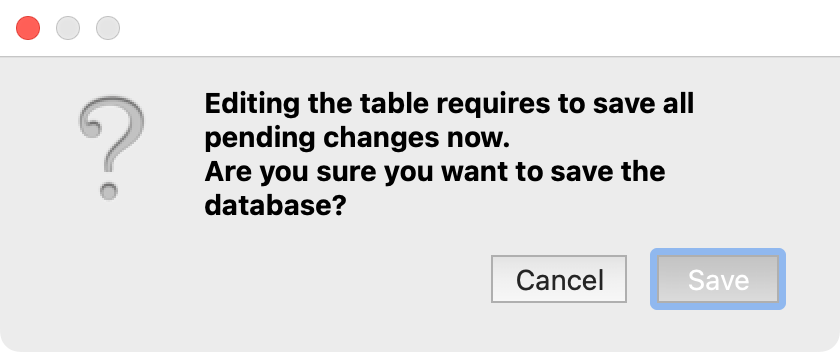 Editing the table requires to save all
pending changes now.
Are you sure you want to save the
database?
Cancel
Save